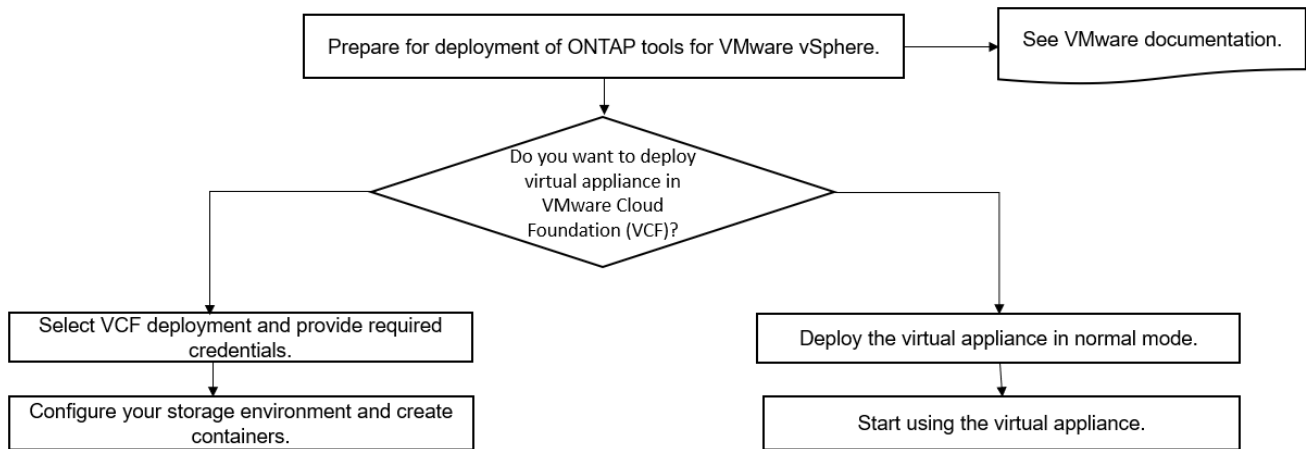 Prepare for deployment of ONTAP tools for VMware vSphere.
See VMware documentation.
Do you want to deploy
virtual appliance in
VMware Cloud
Foundation (VCF)?
Select VCF deployment and provide required
credentials.
Deploy the virtual appliance in normal mode.
Configure your storage environment and create
containers.
Start using the virtual appliance.